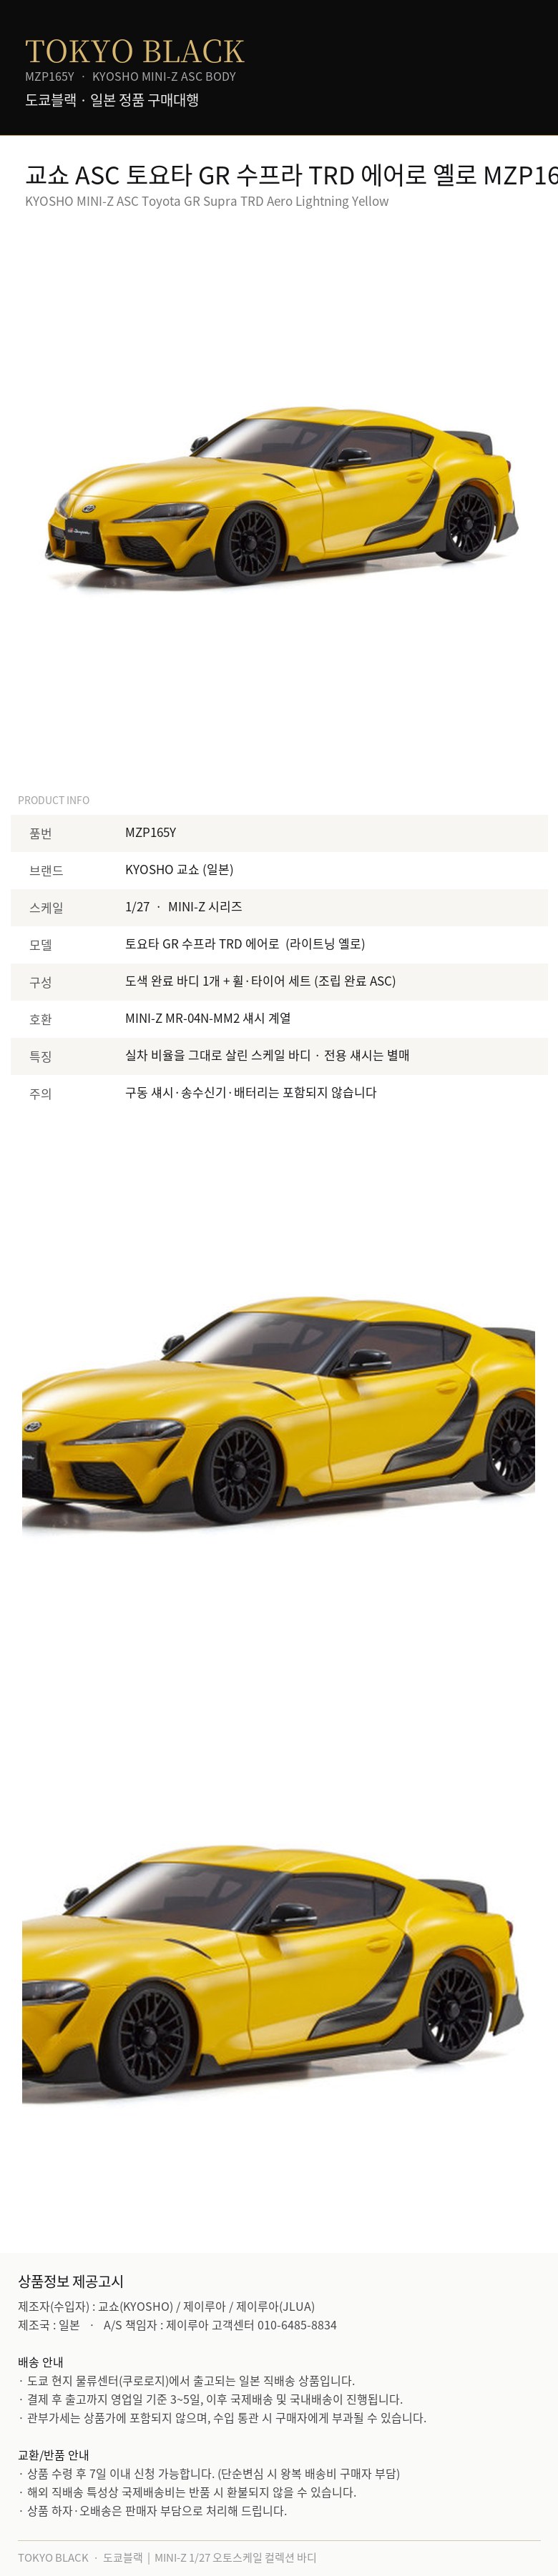 TOKYO BLACK
MZP165Y · KYOSHO MINI-Z ASC BODY
도쿄블랙 · 일본 정품 구매대행
교쇼 ASC 토요타 GR 수프라 TRD 에어로 옐로 MZP16
KYOSHO MINI-Z ASC Toyota GR Supra TRD Aero Lightning Yellow
PRODUCT INFO
품번 MZP165Y
브랜드 KYOSHO 교쇼 (일본)
스케일 1/27 · MINI-Z 시리즈
모델 토요타 GR 수프라 TRD 에어로 (라이트닝 옐로)
구성 도색 완료 바디 1개 + 휠·타이어 세트 (조립 완료 ASC)
호환 MINI-Z MR-04N-MM2 섀시 계열
특징 실차 비율을 그대로 살린 스케일 바디 · 전용 섀시는 별매
주의 구동 섀시·송수신기·배터리는 포함되지 않습니다
상품정보 제공고시
제조자(수입자) : 교쇼(KYOSHO) / 제이루아 / 제이루아(JLUA)
제조국 : 일본 · A/S 책임자 : 제이루아 고객센터 010-6485-8834
배송 안내
· 도쿄 현지 물류센터(쿠로로지)에서 출고되는 일본 직배송 상품입니다.
· 결제 후 출고까지 영업일 기준 3~5일, 이후 국제배송 및 국내배송이 진행됩니다.
· 관부가세는 상품가에 포함되지 않으며, 수입 통관 시 구매자에게 부과될 수 있습니다.
교환/반품 안내
· 상품 수령 후 7일 이내 신청 가능합니다. (단순변심 시 왕복 배송비 구매자 부담)
· 해외 직배송 특성상 국제배송비는 반품 시 환불되지 않을 수 있습니다.
· 상품 하자·오배송은 판매자 부담으로 처리해 드립니다.
TOKYO BLACK · 도쿄블랙 | MINI-Z 1/27 오토스케일 컬렉션 바디